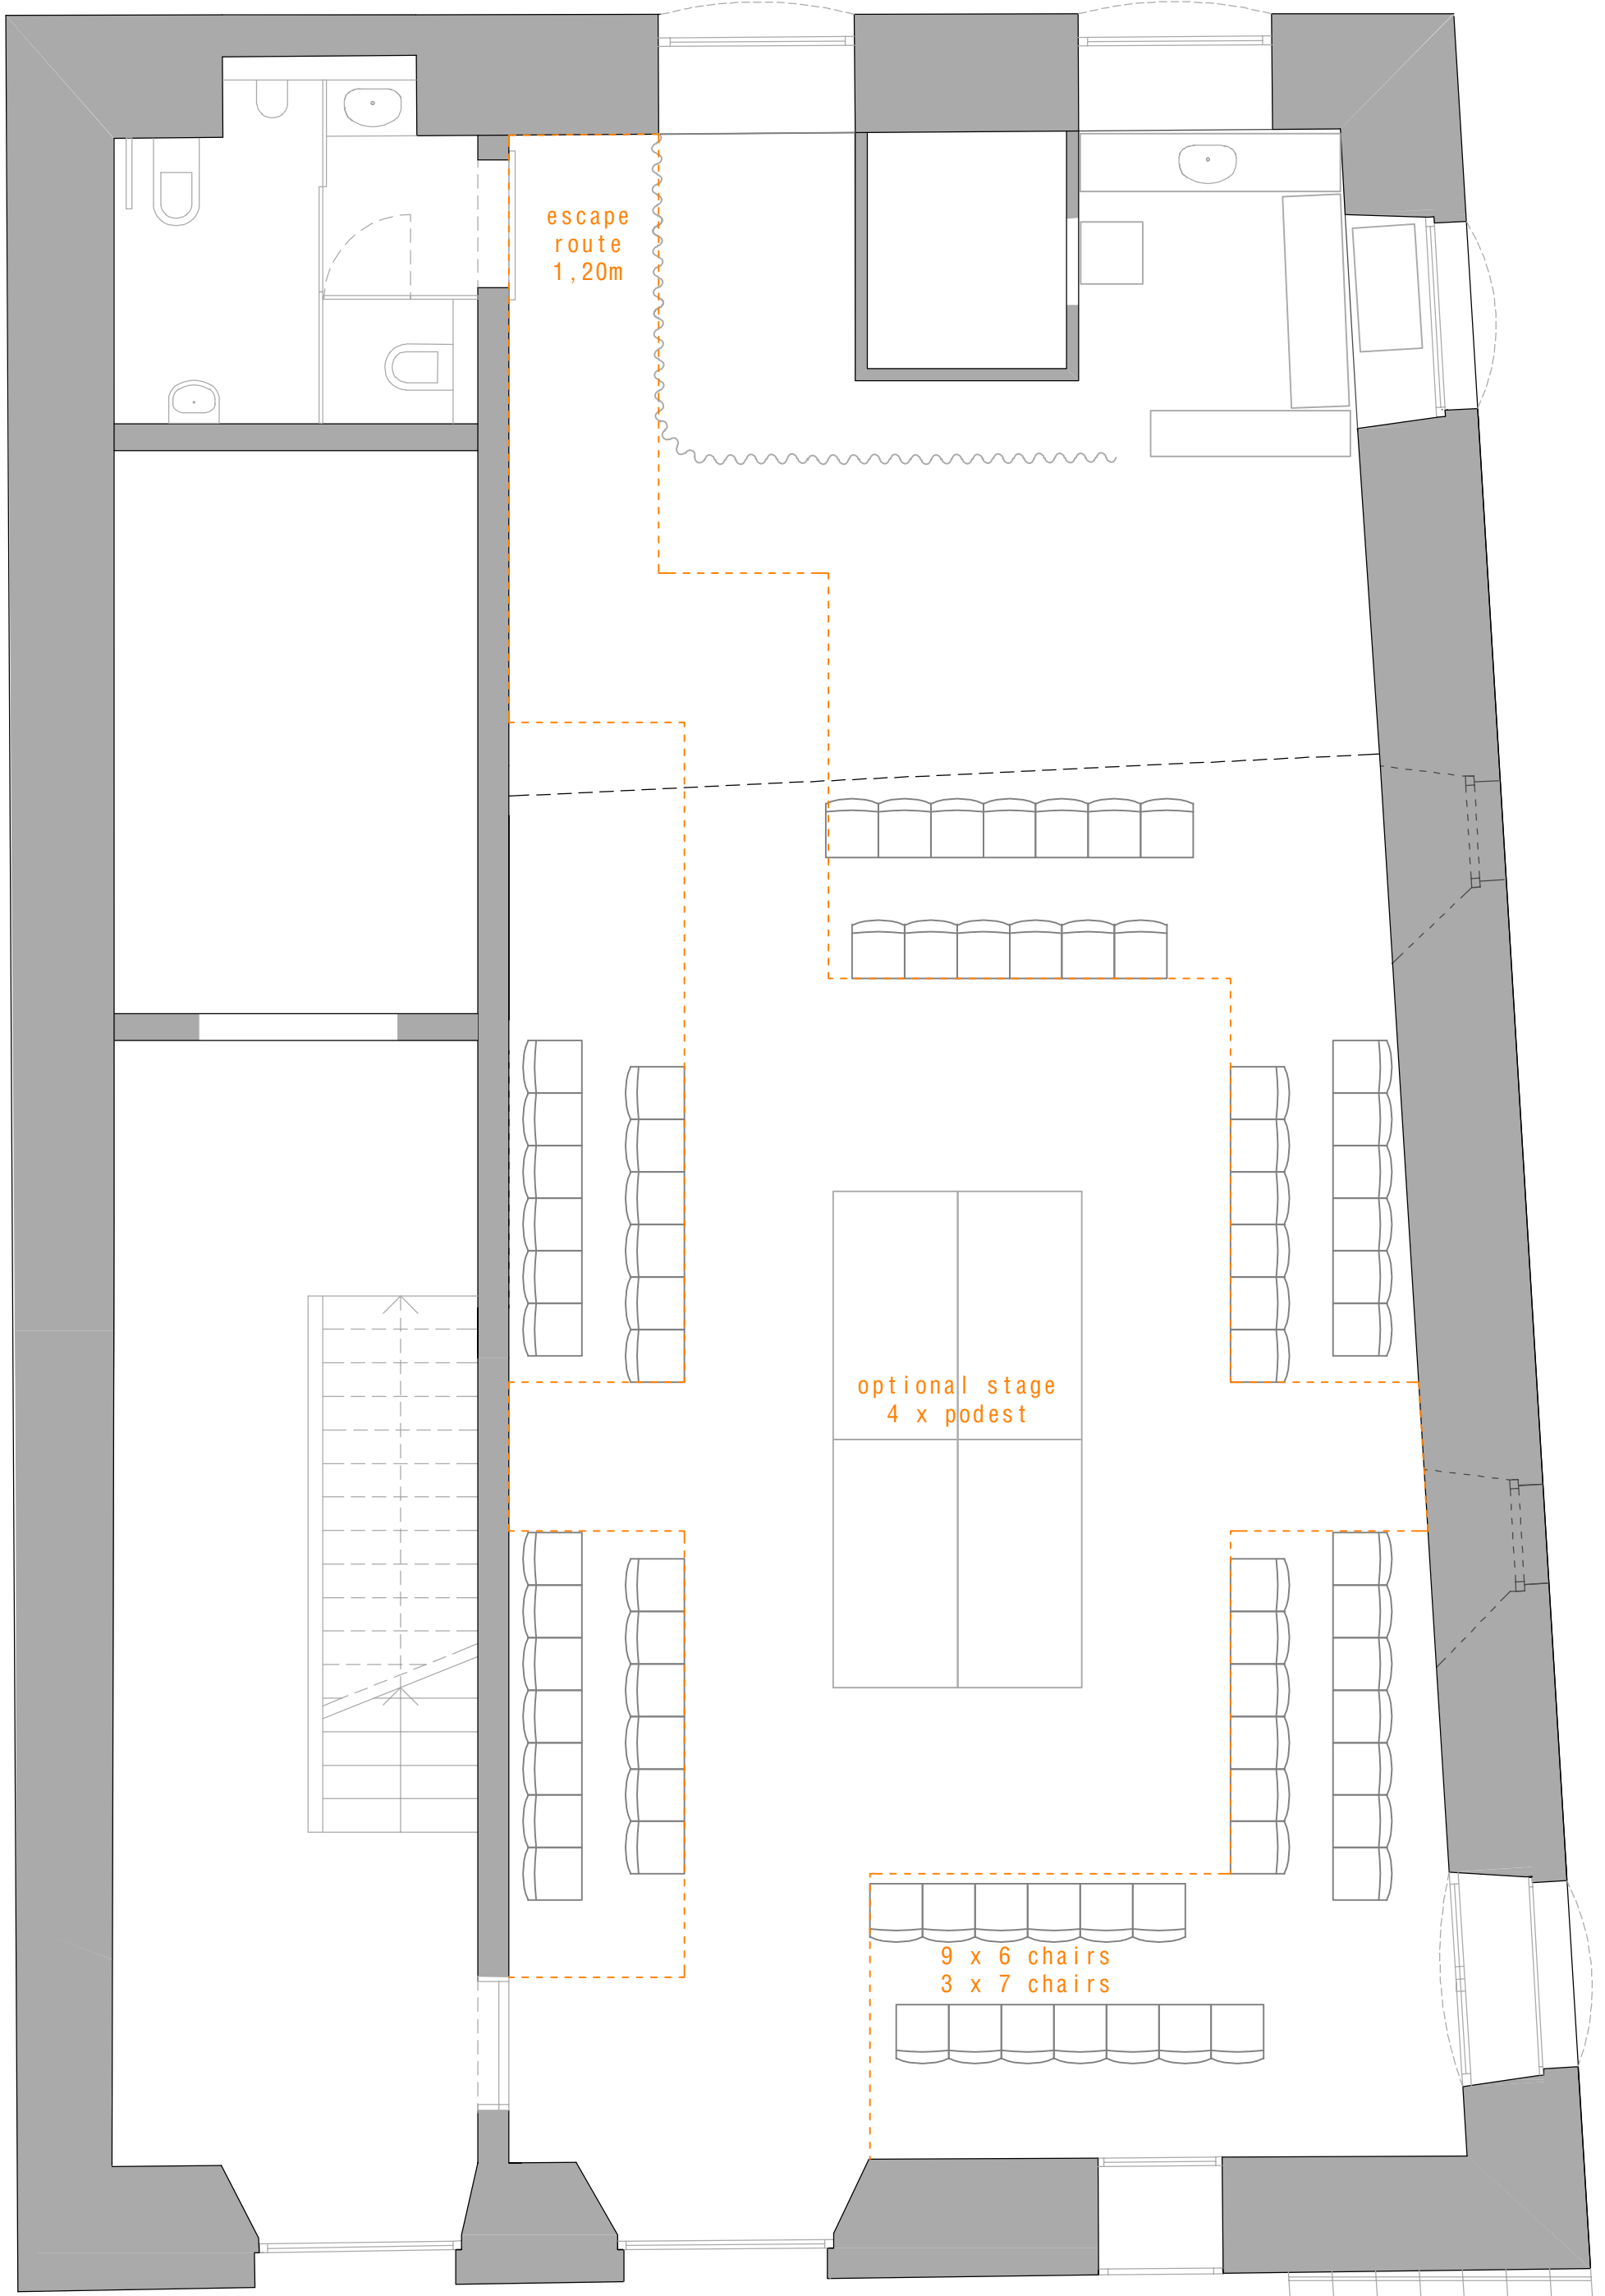 escape
route
1,20m
optional stage
4 x podest
9 x 6 chairs
3 x 7 chairs